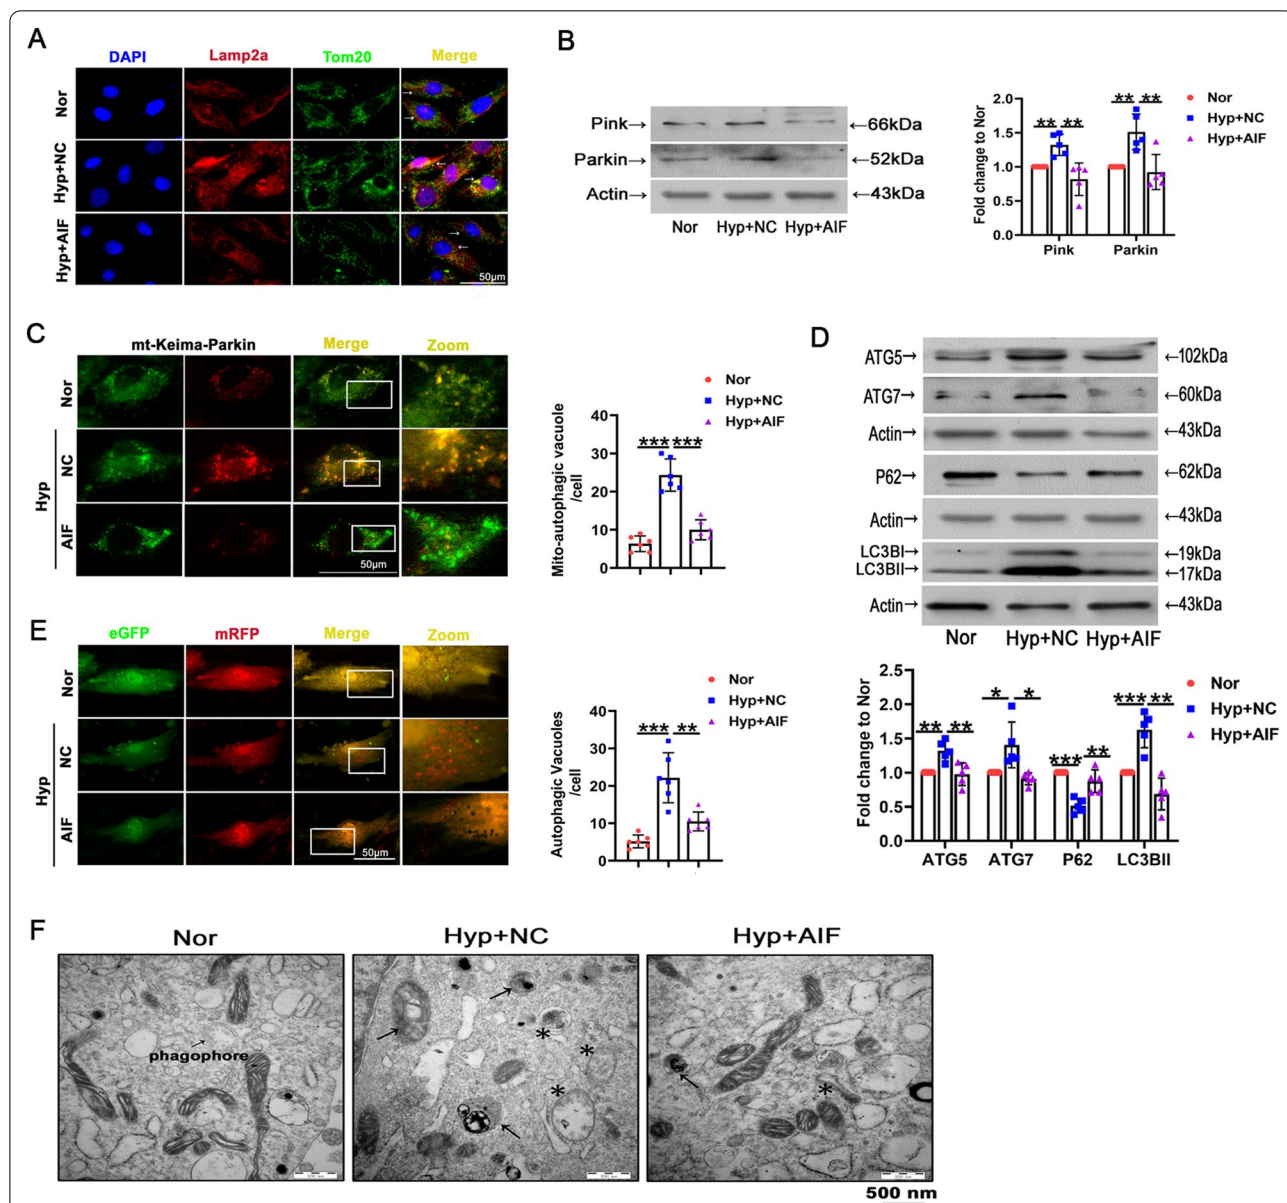 A
DAPI Lamp2a Tom20 Merge
Nor
Hyp+NC
Hyp+AIF
50μm
B
Pink→ ←66kDa
Parkin→ ←52kDa
Actin→ ←43kDa
Nor Hyp+NC Hyp+AIF
Fold change to Nor
2.0
1.5
1.0
0.5
0.0
** ** ** **
Pink Parkin
Nor
Hyp+NC
Hyp+AIF
C
mt-Keima-Parkin Merge Zoom
Nor
Hyp
NC
AIF
50μm
Mito-autophagic vacuole
/cell
40
30
20
10
0
*** ***
Nor
Hyp+NC
Hyp+AIF
D
ATG5→ ←102kDa
ATG7→ ←60kDa
Actin→ ←43kDa
P62→ ←62kDa
Actin→ ←43kDa
LC3BI→ ←19kDa
LC3BII→ ←17kDa
Actin→ ←43kDa
Nor Hyp+NC Hyp+AIF
Fold change to Nor
2.5
2.0
1.5
1.0
0.5
0.0
** ** * * *** ** *** **
ATG5 ATG7 P62 LC3BII
Nor
Hyp+NC
Hyp+AIF
E
eGFP mRFP Merge Zoom
Nor
Hyp
NC
AIF
50μm
Autophagic Vacuoles
/cell
40
30
20
10
0
*** **
Nor
Hyp+NC
Hyp+AIF
F
Nor Hyp+NC Hyp+AIF
→
phagophore
* * *
*
500 nm